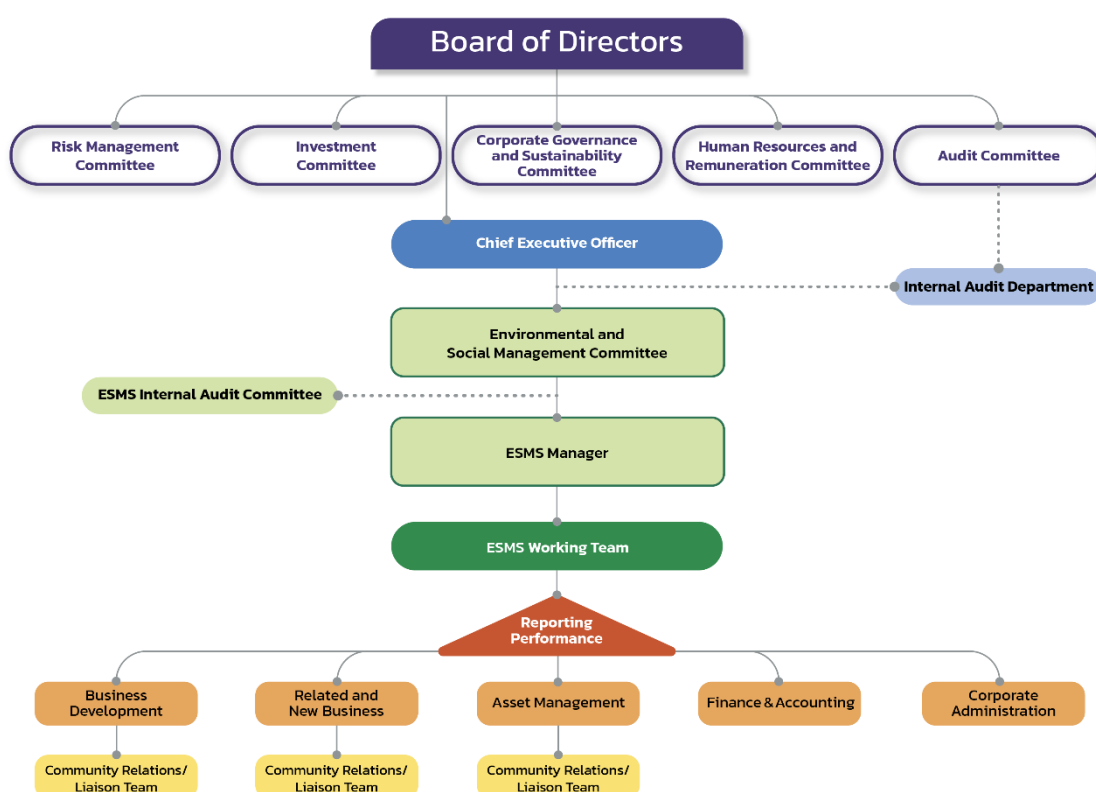 Board of Directors
Risk Management
Committee
Investment
Committee
Corporate Governance
and Sustainability
Committee
Human Resources and
Remuneration Committee
Audit Committee
Chief Executive Officer
Internal Audit Department
Environmental and
Social Management Committee
ESMS Internal Audit Committee
ESMS Manager
ESMS Working Team
Reporting
Performance
Business
Development
Related and
New Business
Asset Management
Finance & Accounting
Corporate
Administration
Community Relations/
Liaison Team
Community Relations/
Liaison Team
Community Relations/
Liaison Team